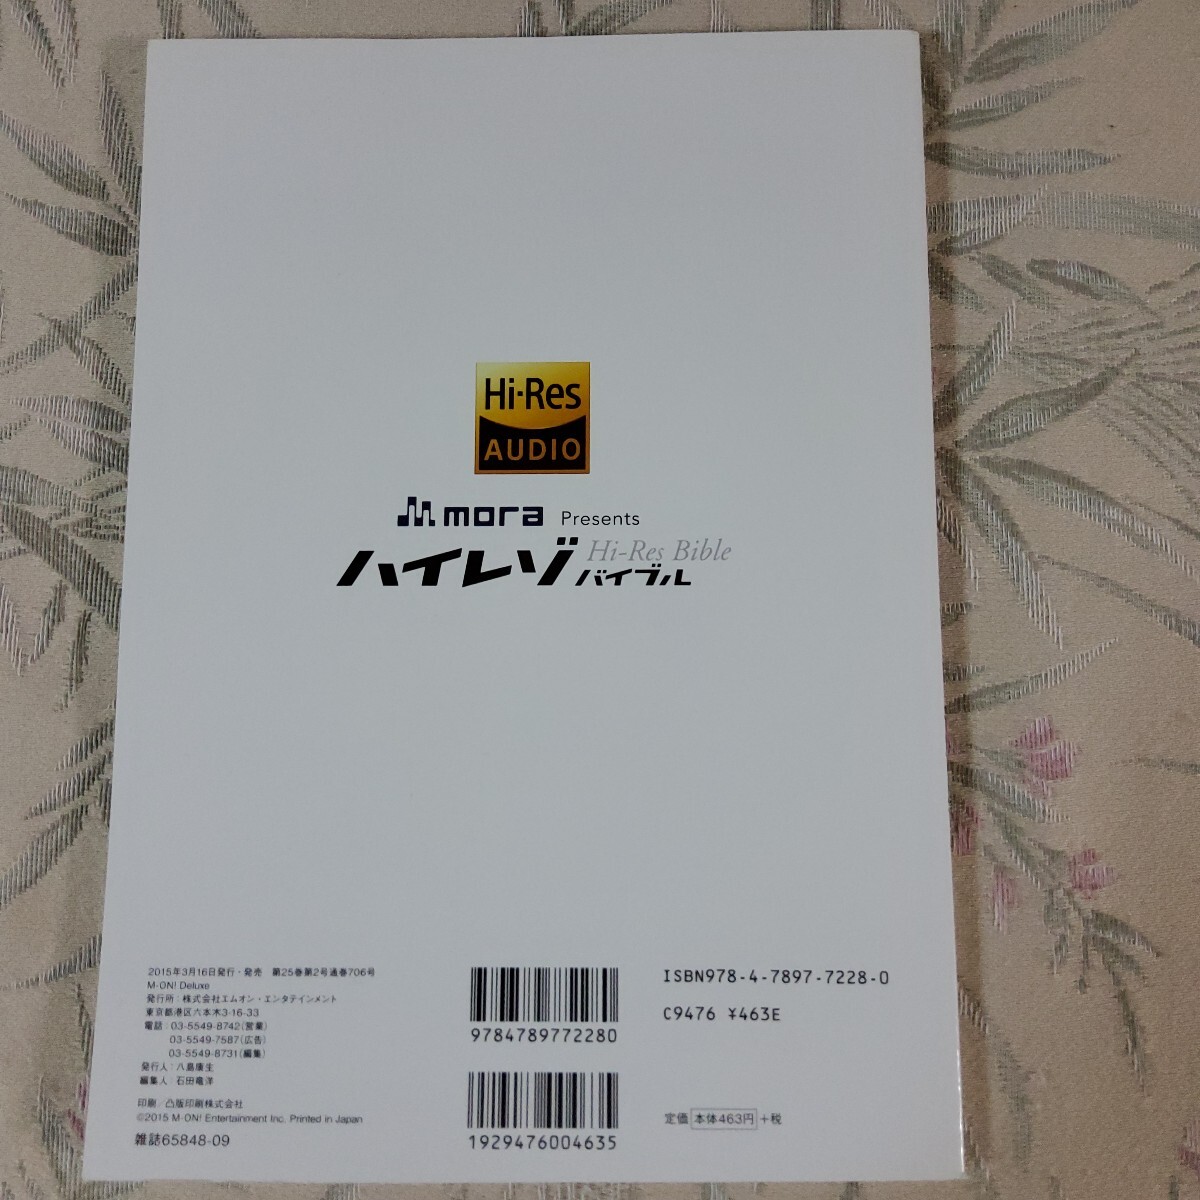 Hi-Res
AUDIO
mora Presents
ハイレゾ Hi-Res Bible
バイブル
2015年3月16日発行・発売 第25巻第2号通巻706号
M-ON! Deluxe
発行所：株式会社エムオン・エンタテインメント
東京都港区六本木3-16-33
電話：03-5549-8742(営業)
03-5549-7587(広告)
03-5549-8731(編集)
発行人：八島康生
編集人：石田竜洋
印刷／凸版印刷株式会社
©2015 M-ON! Entertainment Inc. Printed in Japan
雑誌65848-09
9784789772280
1929476004635
ISBN978-4-7897-7228-0
C9476 ¥463E
定価 本体463円 +税